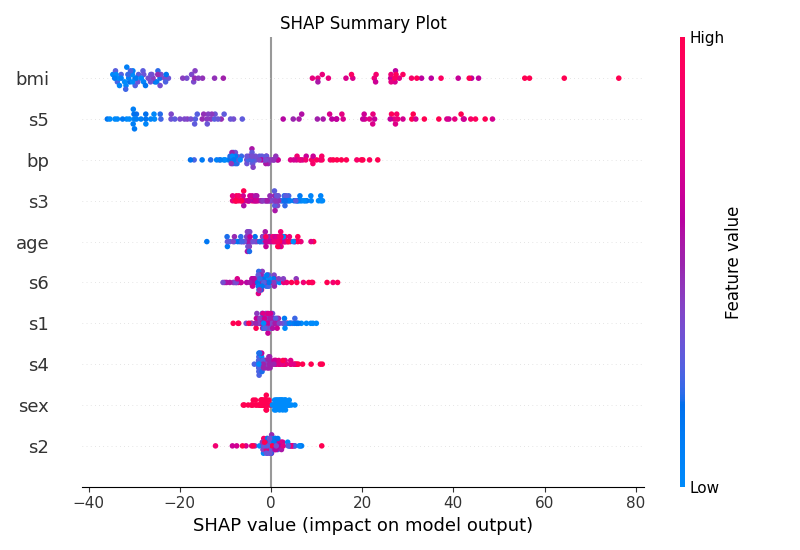 SHAP Summary Plot
High
bmi
s5
bp
s3
age
s6
s1
s4
sex
s2
Feature value
Low
−40 −20 0 20 40 60 80
SHAP value (impact on model output)